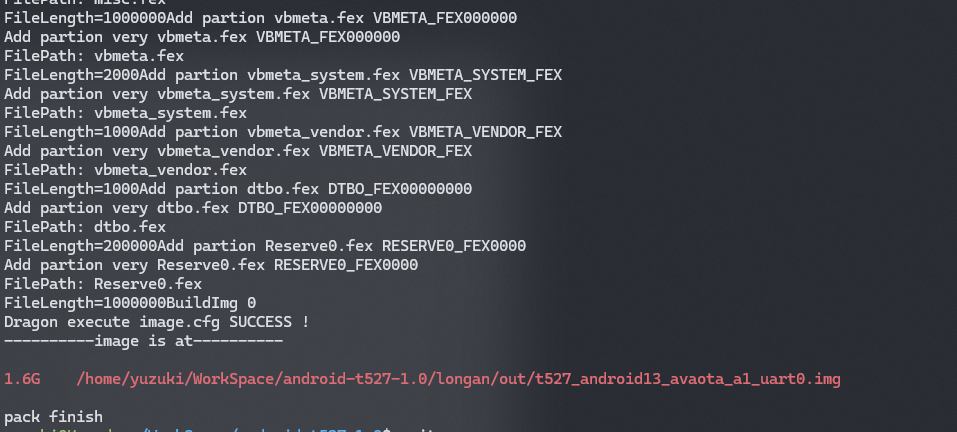 FilePath: misc.fex
FileLength=1000000Add partion vbmeta.fex VBMETA_FEX000000
Add partion very vbmeta.fex VBMETA_FEX000000
FilePath: vbmeta.fex
FileLength=2000Add partion vbmeta_system.fex VBMETA_SYSTEM_FEX
Add partion very vbmeta_system.fex VBMETA_SYSTEM_FEX
FilePath: vbmeta_system.fex
FileLength=1000Add partion vbmeta_vendor.fex VBMETA_VENDOR_FEX
Add partion very vbmeta_vendor.fex VBMETA_VENDOR_FEX
FilePath: vbmeta_vendor.fex
FileLength=1000Add partion dtbo.fex DTBO_FEX00000000
Add partion very dtbo.fex DTBO_FEX00000000
FilePath: dtbo.fex
FileLength=200000Add partion Reserve0.fex RESERVE0_FEX0000
Add partion very Reserve0.fex RESERVE0_FEX0000
FilePath: Reserve0.fex
FileLength=1000000BuildImg 0
Dragon execute image.cfg SUCCESS !
----------image is at----------
1.6G /home/yuzuki/WorkSpace/android-t527-1.0/longan/out/t527_android13_avaota_a1_uart0.img
pack finish